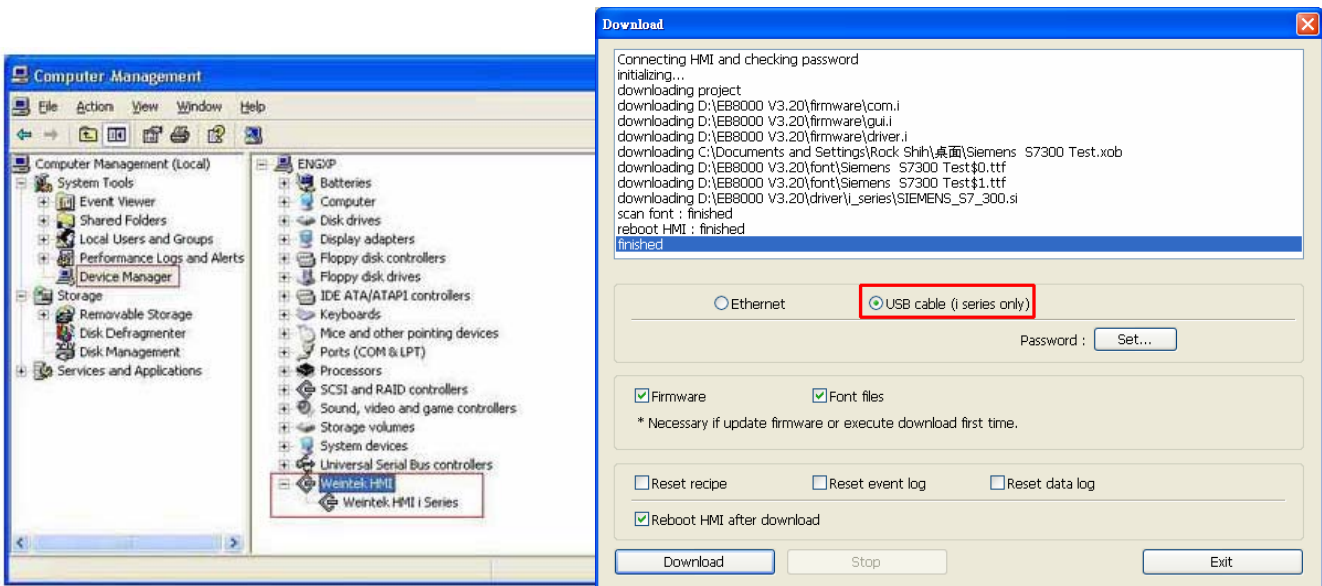 Computer Management
File Action View Window Help
Computer Management (Local)
System Tools
Event Viewer
Shared Folders
Local Users and Groups
Performance Logs and Alerts
Device Manager
Storage
Removable Storage
Disk Defragmenter
Disk Management
Services and Applications
ENGXP
Batteries
Computer
Disk drives
Display adapters
Floppy disk controllers
Floppy disk drives
IDE ATA/ATAPI controllers
Keyboards
Mice and other pointing devices
Ports (COM & LPT)
Processors
SCSI and RAID controllers
Sound, video and game controllers
Storage volumes
System devices
Universal Serial Bus controllers
Weintek HMI
Weintek HMI i Series
Download
Connecting HMI and checking password
initializing...
downloading project
downloading D:\EB8000 V3.20\firmware\com.i
downloading D:\EB8000 V3.20\firmware\gui.i
downloading D:\EB8000 V3.20\firmware\driver.i
downloading C:\Documents and Settings\Rock Shih\桌面\Siemens S7300 Test.xob
downloading D:\EB8000 V3.20\font\Siemens S7300 Test$0.ttf
downloading D:\EB8000 V3.20\font\Siemens S7300 Test$1.ttf
downloading D:\EB8000 V3.20\driver\i_series\SIEMENS_S7_300.si
scan font : finished
reboot HMI : finished
finished
Ethernet USB cable (i series only)
Password : Set...
Firmware Font files
* Necessary if update firmware or execute download first time.
Reset recipe Reset event log Reset data log
Reboot HMI after download
Download Stop Exit